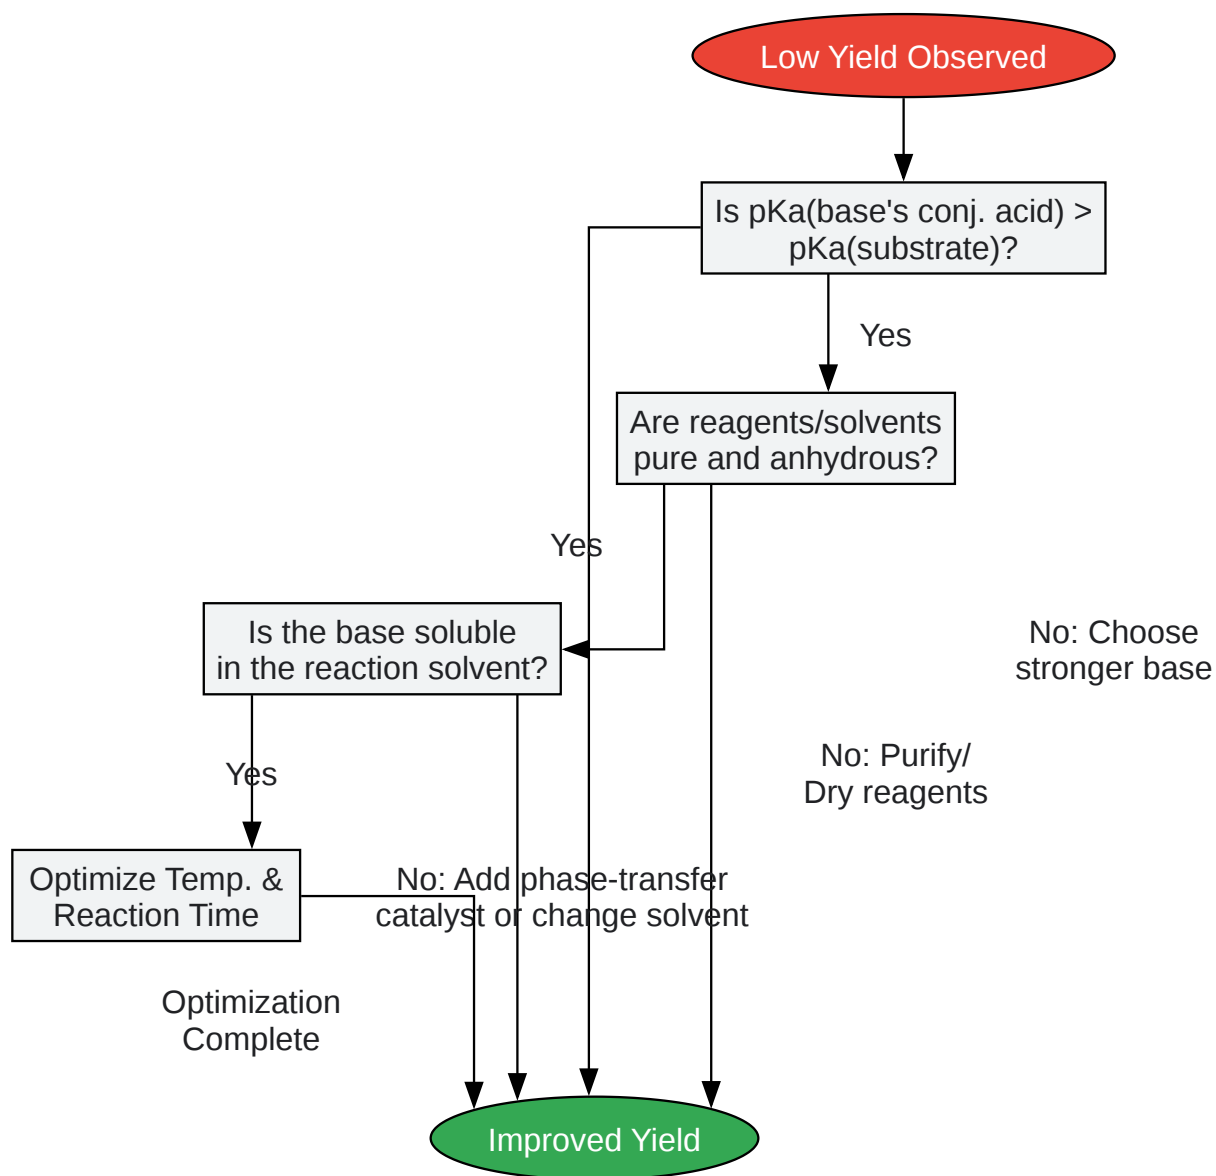 Low Yield Observed
Is pKa(base's conj. acid) >
pKa(substrate)?
Yes
Are reagents/solvents
pure and anhydrous?
Yes
Is the base soluble
in the reaction solvent?
No: Choose
stronger base
No: Purify/
Dry reagents
Yes
Optimize Temp. &
Reaction Time
No: Add phase-transfer
catalyst or change solvent
Optimization
Complete
Improved Yield